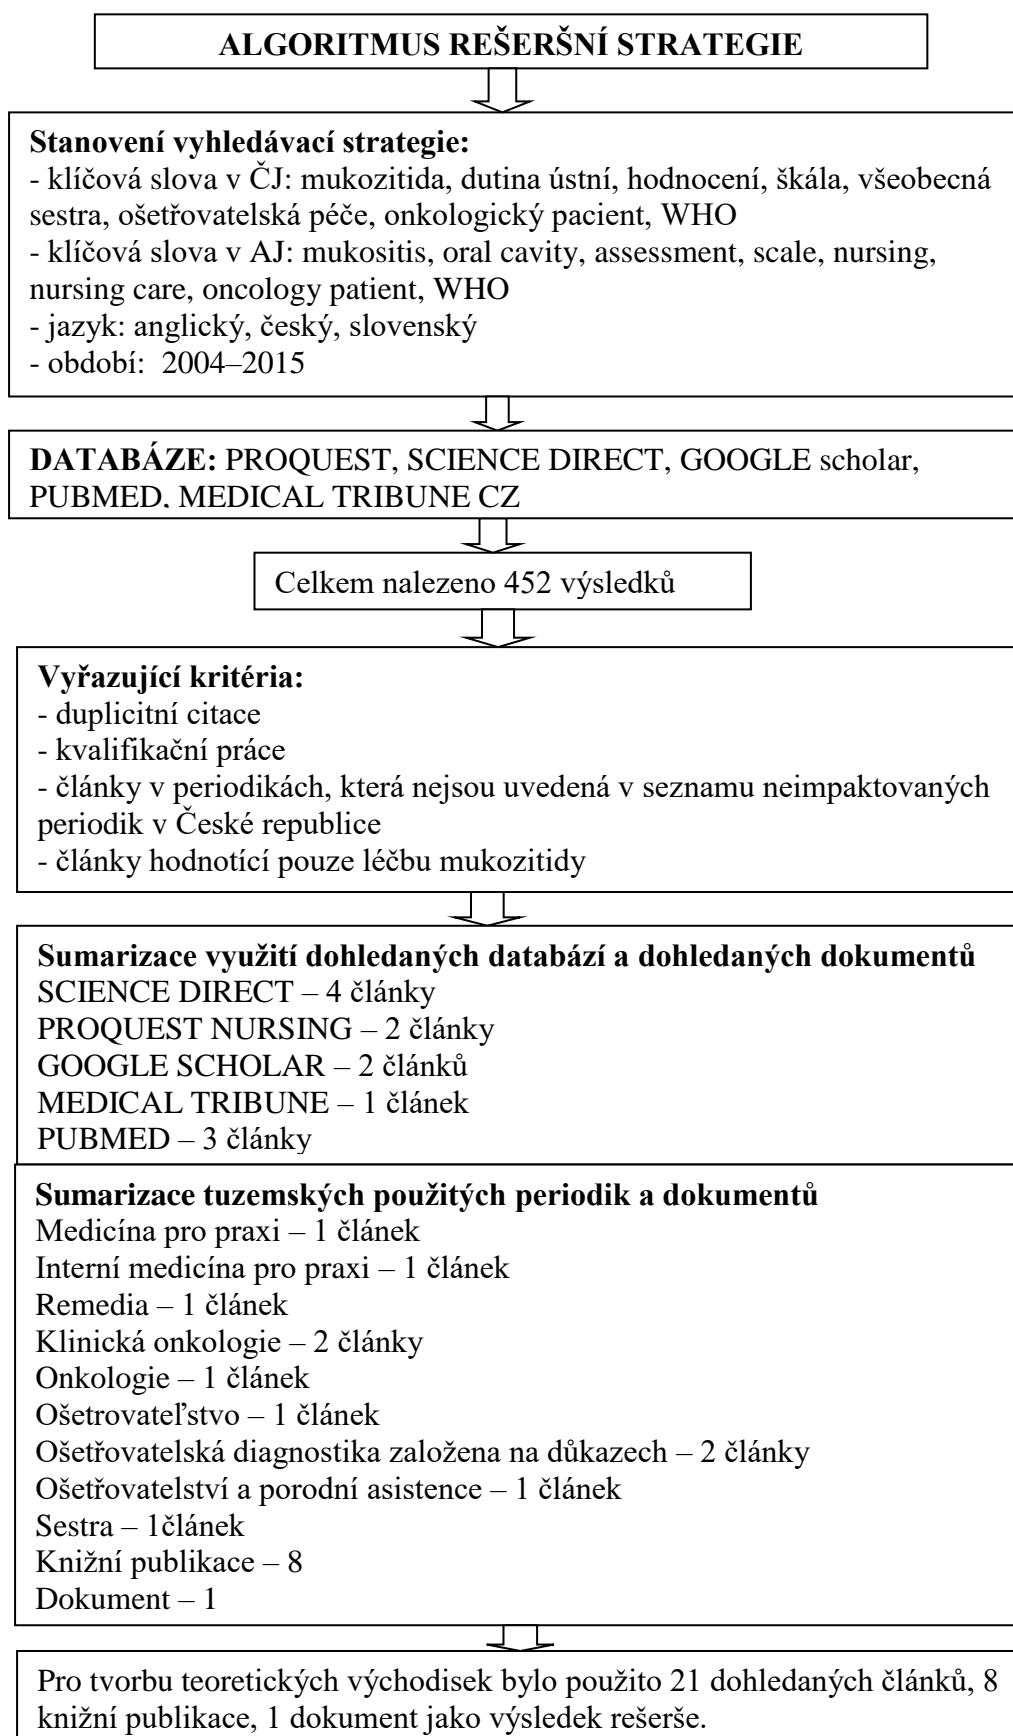 ALGORITMUS REŠERŠNÍ STRATEGIE
Stanovení vyhledávací strategie:
- klíčová slova v ČJ: mukozitida, dutina ústní, hodnocení, škála, všeobecná
sestra, ošetřovatelská péče, onkologický pacient, WHO
- klíčová slova v AJ: mukositis, oral cavity, assessment, scale, nursing,
nursing care, oncology patient, WHO
- jazyk: anglický, český, slovenský
- období:  2004–2015
DATABÁZE: PROQUEST, SCIENCE DIRECT, GOOGLE scholar,
PUBMED, MEDICAL TRIBUNE CZ
Celkem nalezeno 452 výsledků
Vyřazující kritéria:
- duplicitní citace
- kvalifikační práce
- články v periodikách, která nejsou uvedená v seznamu neimpaktovaných
periodik v České republice
- články hodnotící pouze léčbu mukozitidy
Sumarizace využití dohledaných databází a dohledaných dokumentů
SCIENCE DIRECT – 4 články
PROQUEST NURSING – 2 články
GOOGLE SCHOLAR – 2 článků
MEDICAL TRIBUNE – 1 článek
PUBMED – 3 články
Sumarizace tuzemských použitých periodik a dokumentů
Medicína pro praxi – 1 článek
Interní medicína pro praxi – 1 článek
Remedia – 1 článek
Klinická onkologie – 2 články
Onkologie – 1 článek
Ošetrovateľstvo – 1 článek
Ošetřovatelská diagnostika založena na důkazech – 2 články
Ošetřovatelství a porodní asistence – 1 článek
Sestra – 1článek
Knižní publikace – 8
Dokument – 1
Pro tvorbu teoretických východisek bylo použito 21 dohledaných článků, 8
knižní publikace, 1 dokument jako výsledek rešerše.